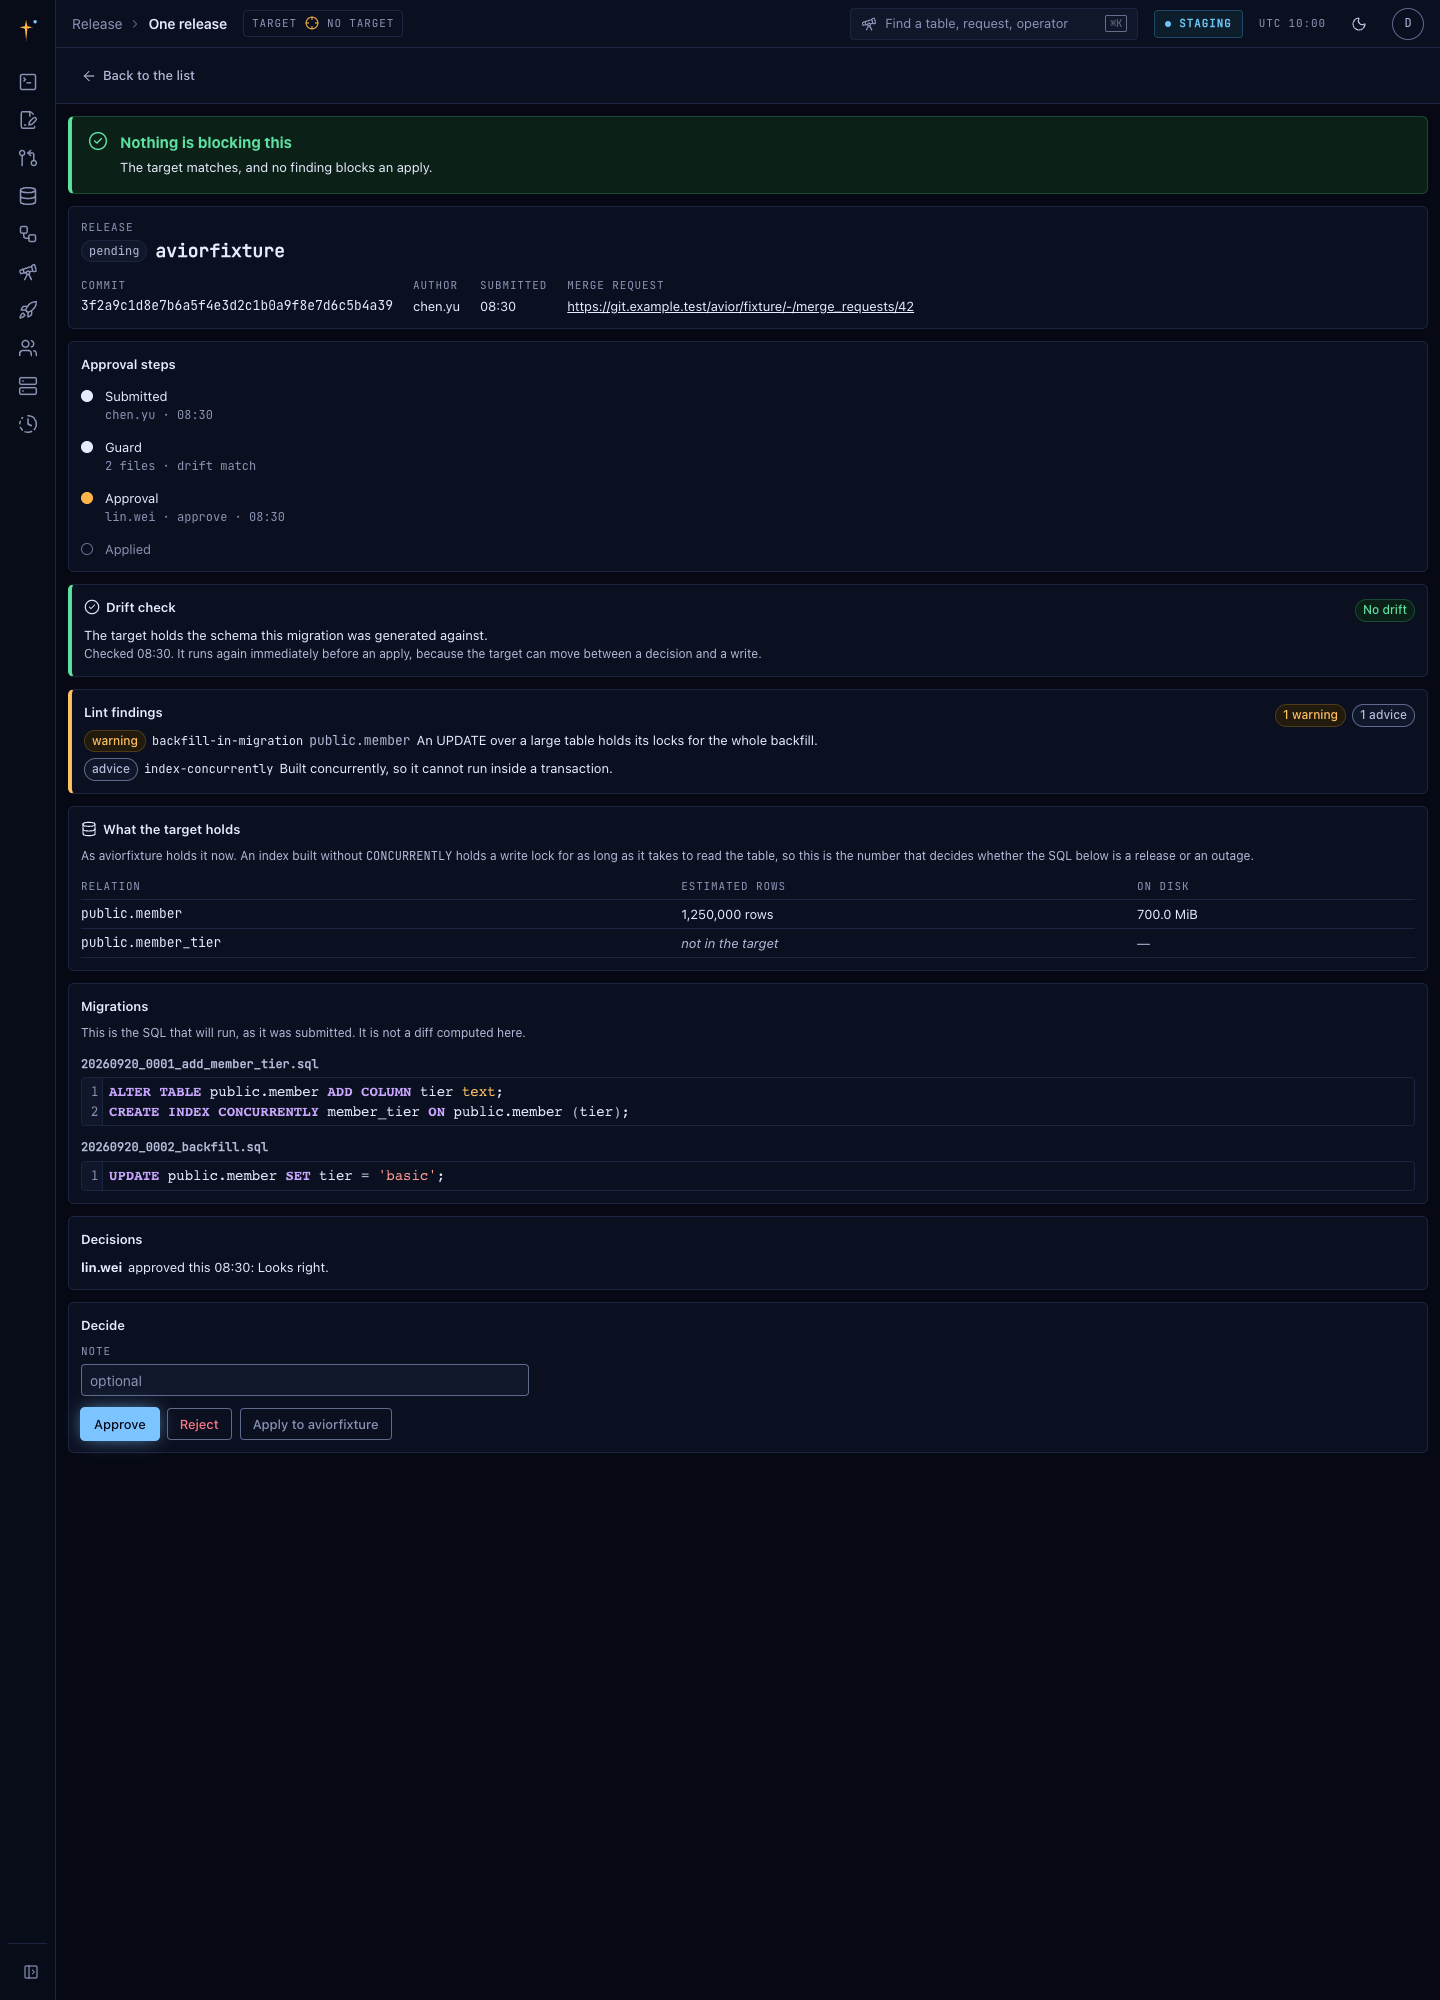 Release > One release
TARGET NO TARGET
Find a table, request, operator ⌘K
STAGING
UTC 10:00
D
Back to the list
Nothing is blocking this
The target matches, and no finding blocks an apply.
RELEASE
pending aviorfixture
COMMIT AUTHOR SUBMITTED MERGE REQUEST
3f2a9c1d8e7b6a5f4e3d2c1b0a9f8e7d6c5b4a39 chen.yu 08:30 https://git.example.test/avior/fixture/-/merge_requests/42
Approval steps
Submitted
chen.yu · 08:30
Guard
2 files · drift match
Approval
lin.wei · approve · 08:30
Applied
Drift check No drift
The target holds the schema this migration was generated against.
Checked 08:30. It runs again immediately before an apply, because the target can move between a decision and a write.
Lint findings 1 warning 1 advice
warning backfill-in-migration public.member An UPDATE over a large table holds its locks for the whole backfill.
advice index-concurrently Built concurrently, so it cannot run inside a transaction.
What the target holds
As aviorfixture holds it now. An index built without CONCURRENTLY holds a write lock for as long as it takes to read the table, so this is the number that decides whether the SQL below is a release or an outage.
RELATION ESTIMATED ROWS ON DISK
public.member 1,250,000 rows 700.0 MiB
public.member_tier not in the target —
Migrations
This is the SQL that will run, as it was submitted. It is not a diff computed here.
20260920_0001_add_member_tier.sql
1 ALTER TABLE public.member ADD COLUMN tier text;
2 CREATE INDEX CONCURRENTLY member_tier ON public.member (tier);
20260920_0002_backfill.sql
1 UPDATE public.member SET tier = 'basic';
Decisions
lin.wei approved this 08:30: Looks right.
Decide
NOTE
optional
Approve Reject Apply to aviorfixture